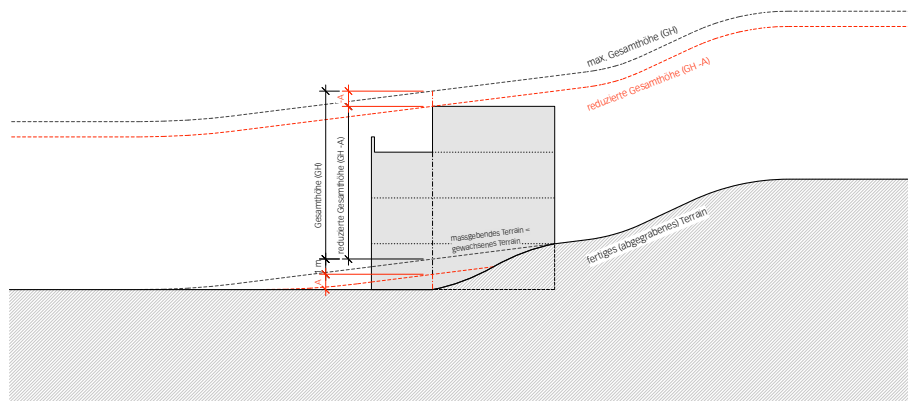 max. Gesamthöhe (GH)
reduzierte Gesamthöhe (GH -A)
-A
Gesamthöhe (GH)
reduzierte Gesamthöhe (GH -A)
massgebendes Terrain =
gewachsenes Terrain
fertiges (abgegrabenes) Terrain
m
A